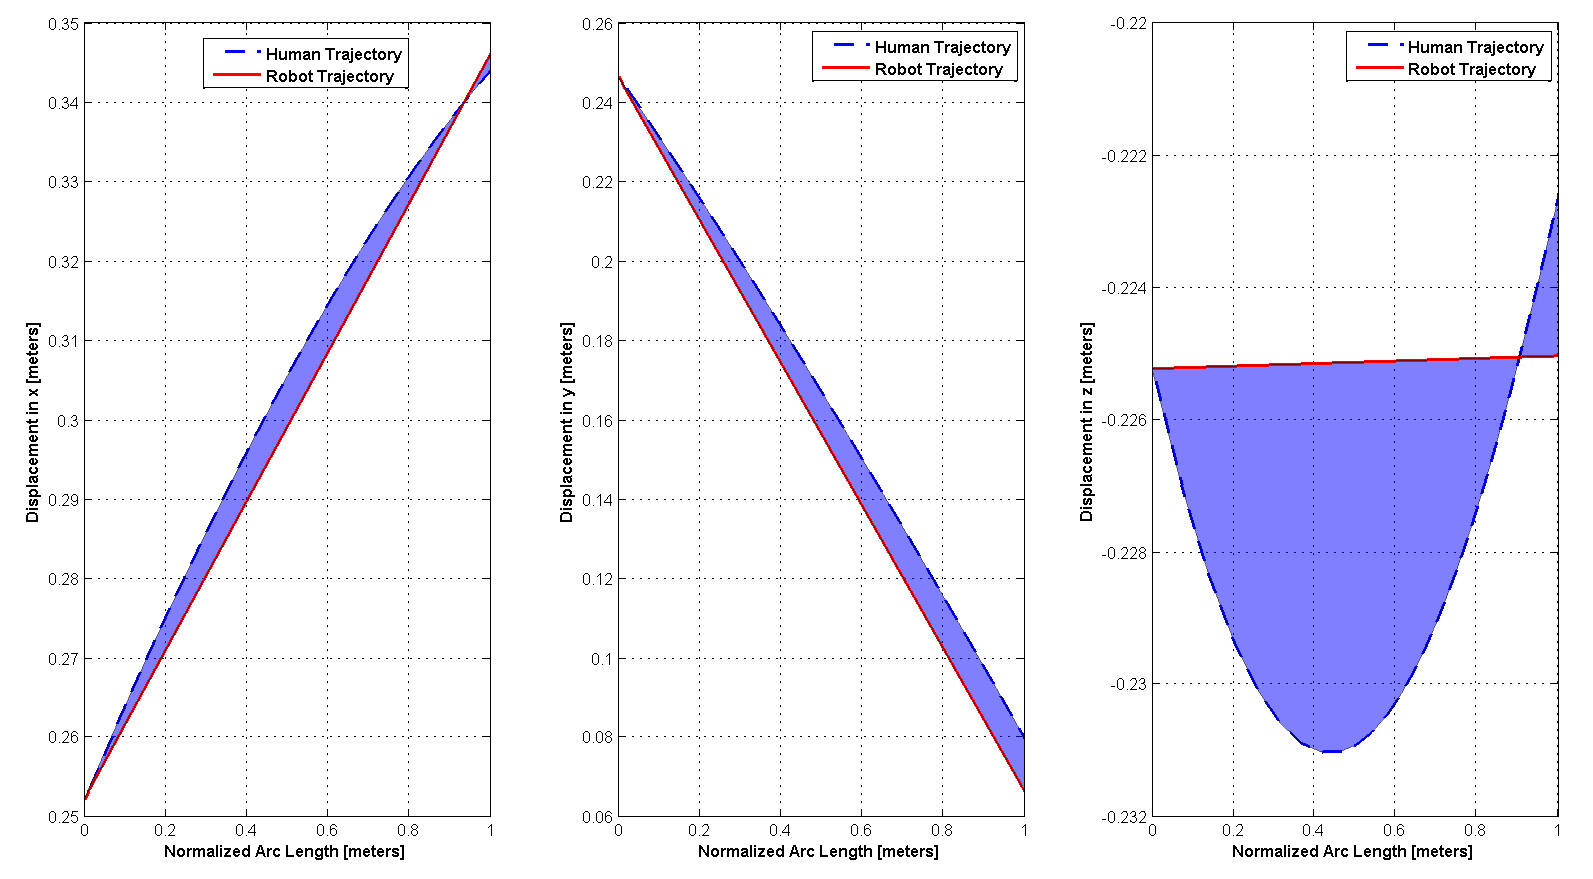 0.35
0.34
0.33
0.32
0.31
0.3
0.29
0.28
0.27
0.26
0.25
0 0.2 0.4 0.6 0.8 1
Displacement in x [meters]
Normalized Arc Length [meters]
Human Trajectory
Robot Trajectory
0.26
0.24
0.22
0.2
0.18
0.16
0.14
0.12
0.1
0.08
0.06
0 0.2 0.4 0.6 0.8 1
Displacement in y [meters]
Normalized Arc Length [meters]
Human Trajectory
Robot Trajectory
-0.22
-0.222
-0.224
-0.226
-0.228
-0.23
-0.232
0 0.2 0.4 0.6 0.8 1
Displacement in z [meters]
Normalized Arc Length [meters]
Human Trajectory
Robot Trajectory